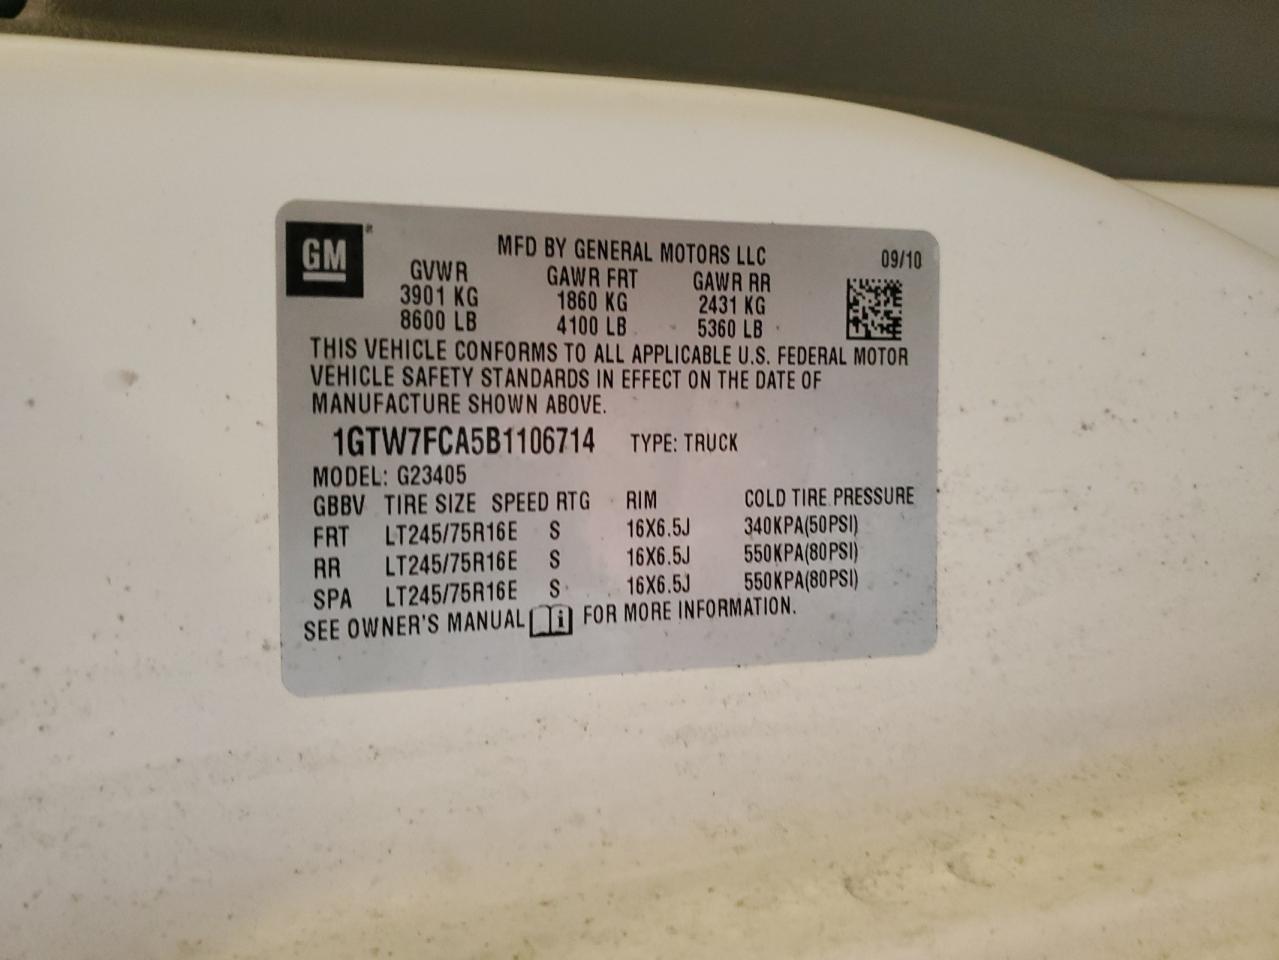 GM®
MFD BY GENERAL MOTORS LLC 09/10
GVWR GAWR FRT GAWR RR
3901 KG 1860 KG 2431 KG
8600 LB 4100 LB 5360 LB
THIS VEHICLE CONFORMS TO ALL APPLICABLE U.S. FEDERAL MOTOR
VEHICLE SAFETY STANDARDS IN EFFECT ON THE DATE OF
MANUFACTURE SHOWN ABOVE.
1GTW7FCA5B1106714 TYPE: TRUCK
MODEL: G23405
GBBV TIRE SIZE SPEED RTG RIM COLD TIRE PRESSURE
FRT LT245/75R16E S 16X6.5J 340KPA(50PSI)
RR LT245/75R16E S 16X6.5J 550KPA(80PSI)
SPA LT245/75R16E S 16X6.5J 550KPA(80PSI)
SEE OWNER'S MANUAL i FOR MORE INFORMATION.